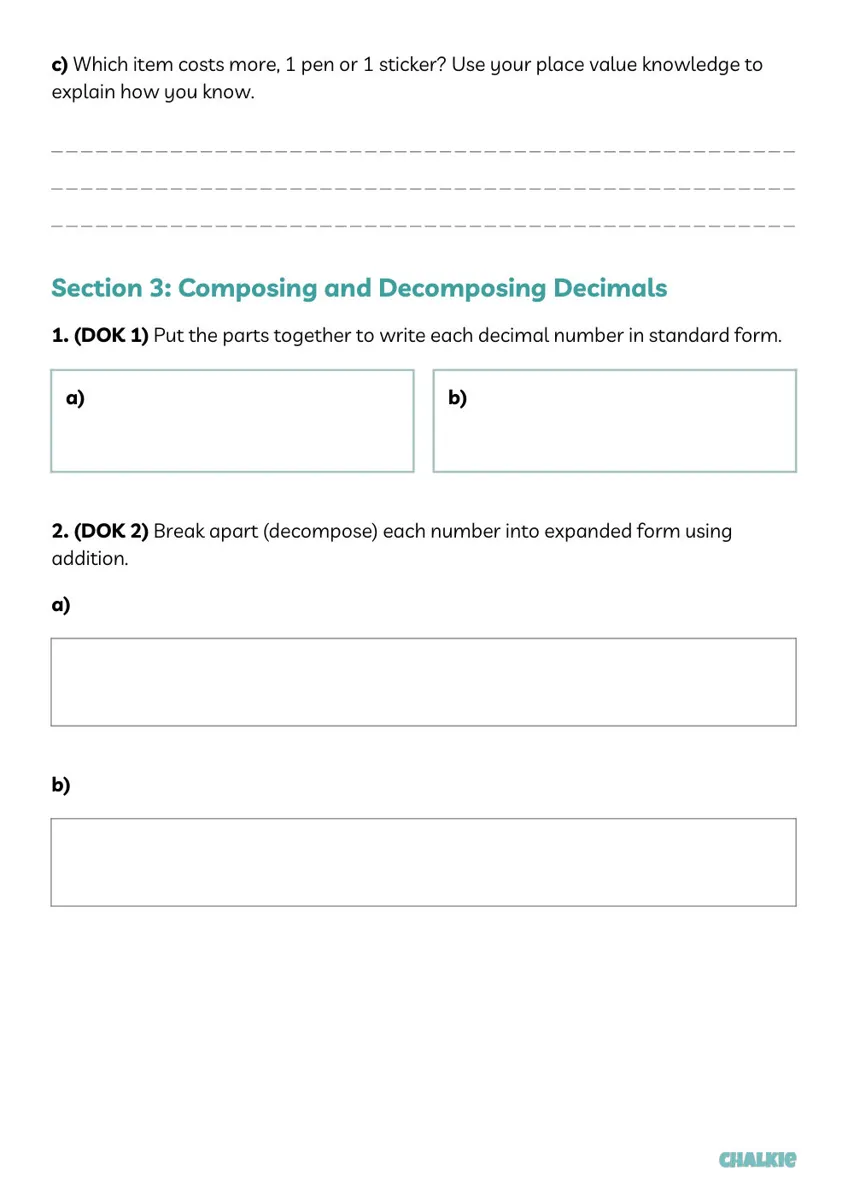 c) Which item costs more, 1 pen or 1 sticker? Use your place value knowledge to
explain how you know.
Section 3: Composing and Decomposing Decimals
1. (DOK 1) Put the parts together to write each decimal number in standard form.
a)
b)
2. (DOK 2) Break apart (decompose) each number into expanded form using
addition.
a)
b)
CHALKIE